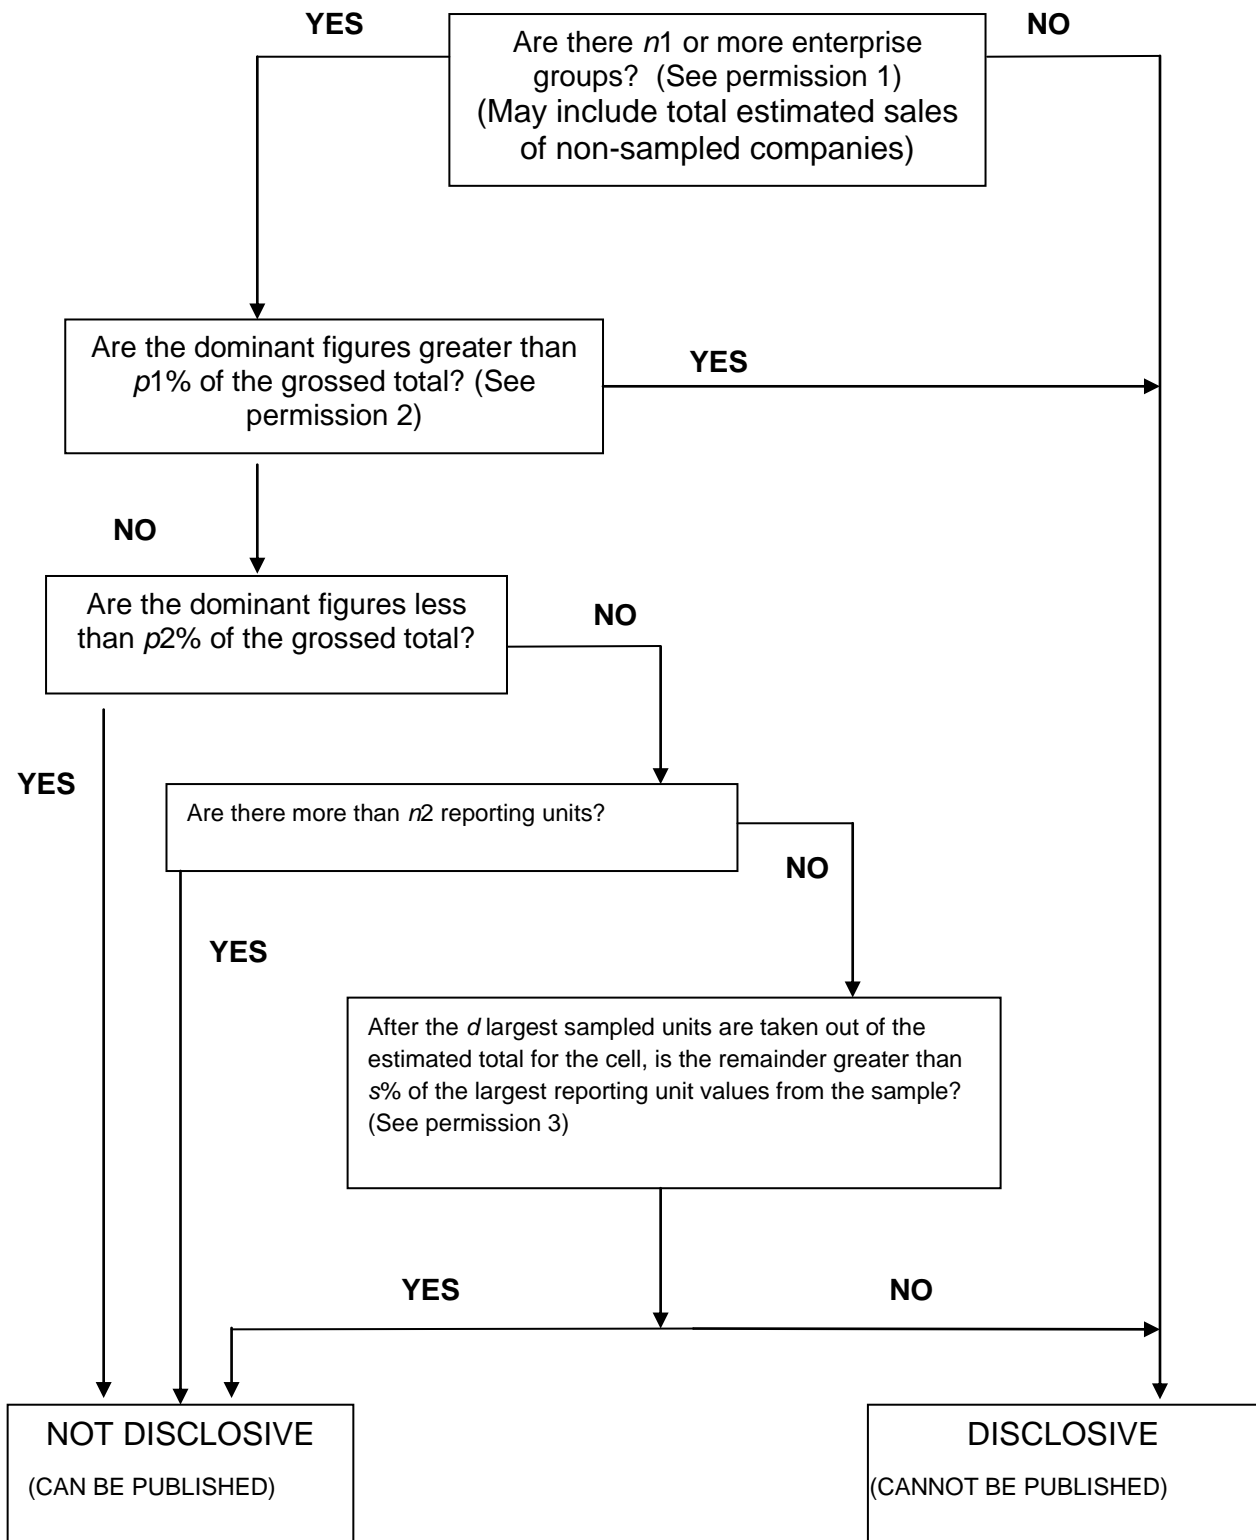 YES
NO
Are there n1 or more enterprise
groups? (See permission 1)
(May include total estimated sales
of non-sampled companies)
Are the dominant figures greater than
p1% of the grossed total? (See
permission 2)
YES
NO
Are the dominant figures less
than p2% of the grossed total?
NO
YES
Are there more than n2 reporting units?
NO
YES
After the d largest sampled units are taken out of the
estimated total for the cell, is the remainder greater than
s% of the largest reporting unit values from the sample?
(See permission 3)
YES
NO
NOT DISCLOSIVE
(CAN BE PUBLISHED)
DISCLOSIVE
(CANNOT BE PUBLISHED)